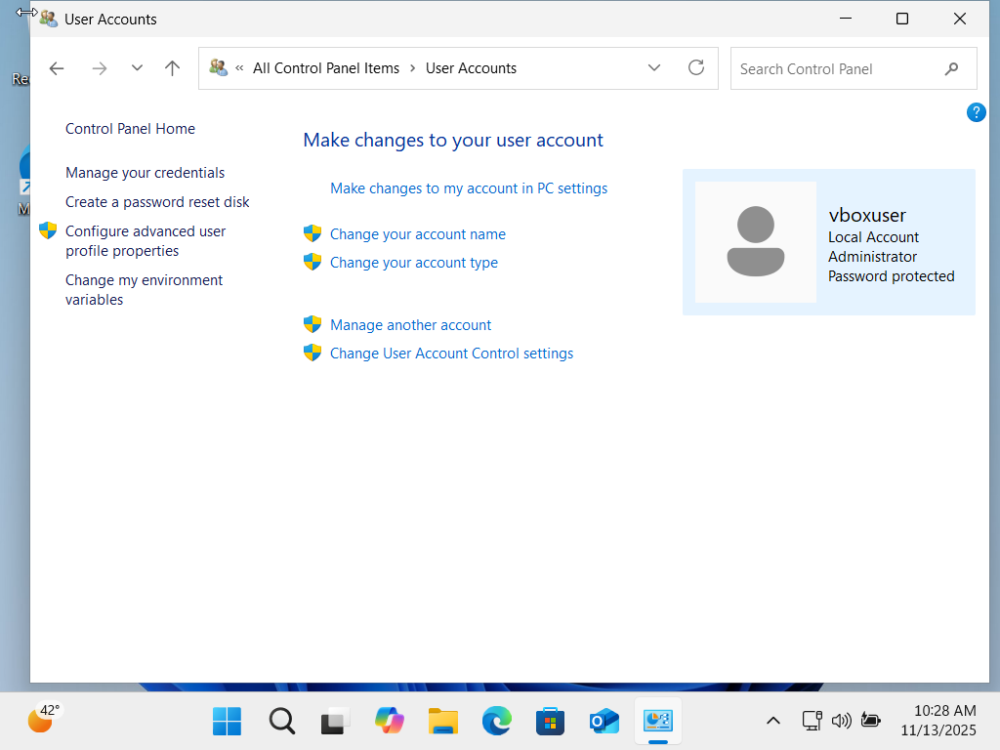 User Accounts
« All Control Panel Items › User Accounts
Search Control Panel
?
Control Panel Home
Make changes to your user account
Manage your credentials
Make changes to my account in PC settings
Create a password reset disk
Configure advanced user
profile properties
Change your account name
Change your account type
Change my environment
variables
Manage another account
Change User Account Control settings
vboxuser
Local Account
Administrator
Password protected
42°
10:28 AM
11/13/2025